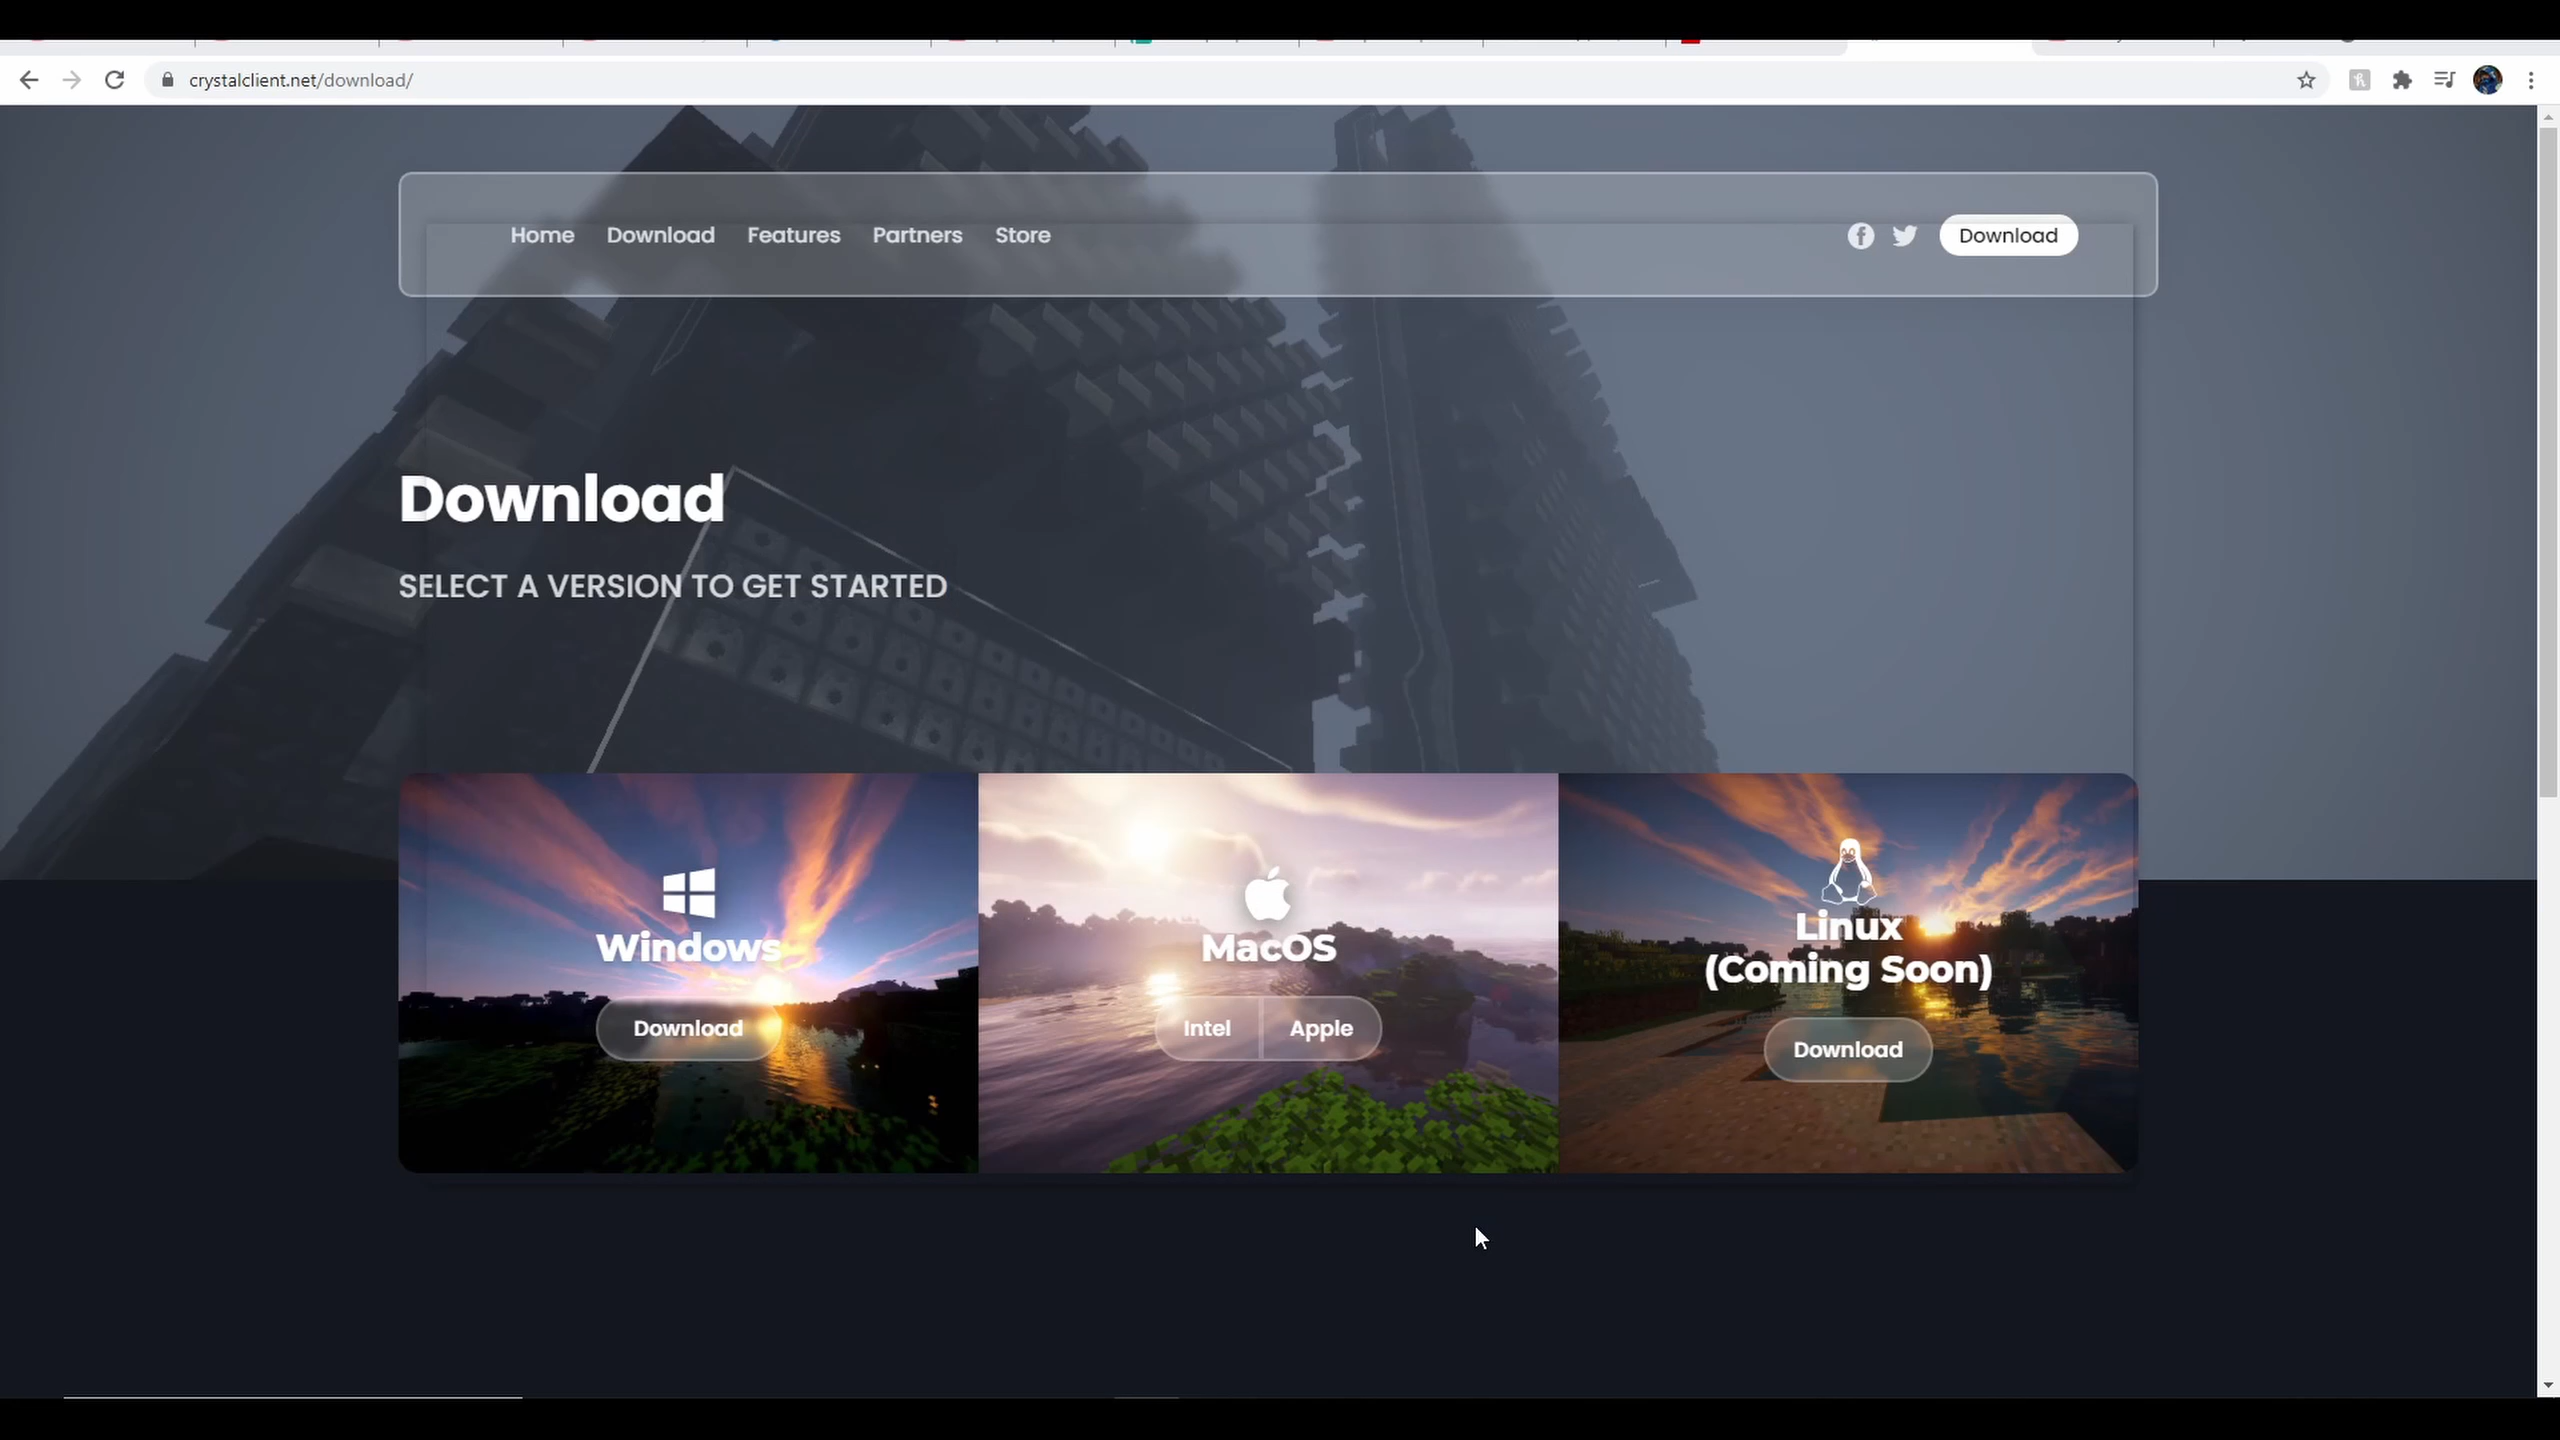 crystalclient.net/download/
Home Download Features Partners Store
Download
Download
SELECT A VERSION TO GET STARTED
Windows
Download
MacOS
Intel Apple
Linux
(Coming Soon)
Download